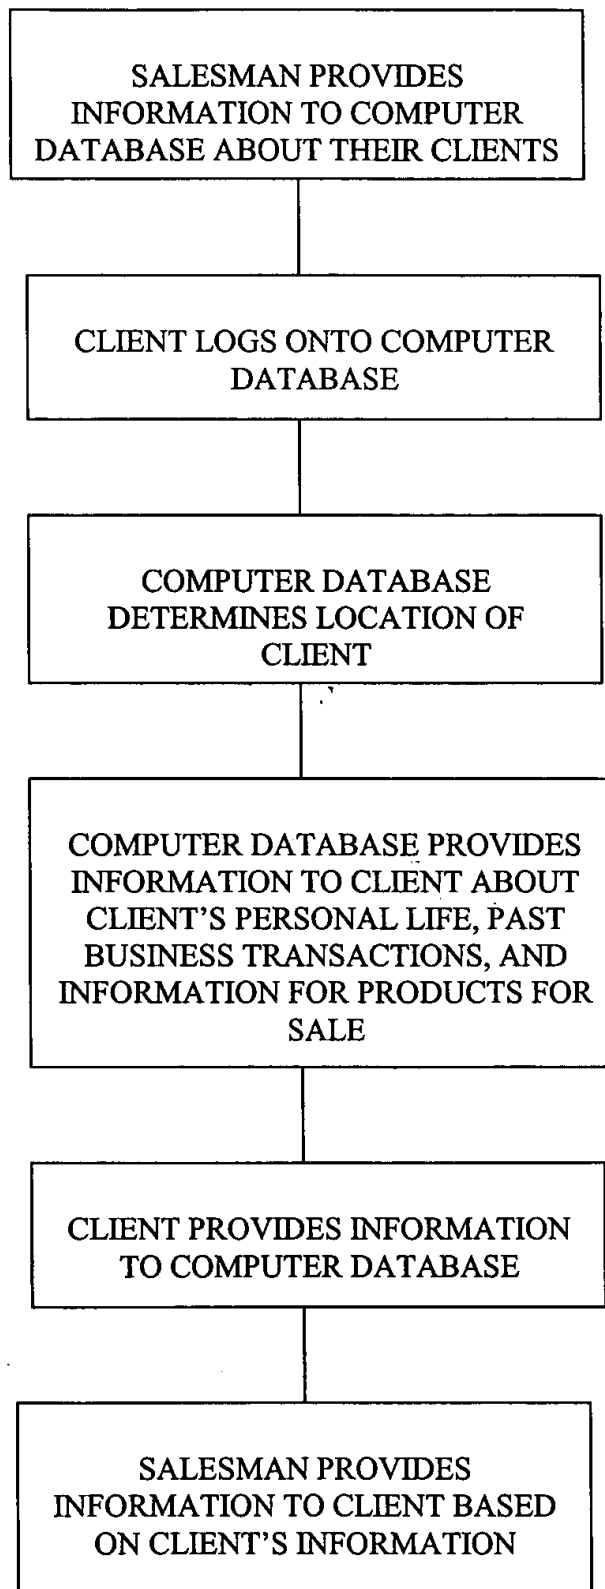 SALESMAN PROVIDES
INFORMATION TO COMPUTER
DATABASE ABOUT THEIR CLIENTS
CLIENT LOGS ONTO COMPUTER
DATABASE
COMPUTER DATABASE
DETERMINES LOCATION OF
CLIENT
COMPUTER DATABASE PROVIDES
INFORMATION TO CLIENT ABOUT
CLIENT'S PERSONAL LIFE, PAST
BUSINESS TRANSACTIONS, AND
INFORMATION FOR PRODUCTS FOR
SALE
CLIENT PROVIDES INFORMATION
TO COMPUTER DATABASE
SALESMAN PROVIDES
INFORMATION TO CLIENT BASED
ON CLIENT'S INFORMATION